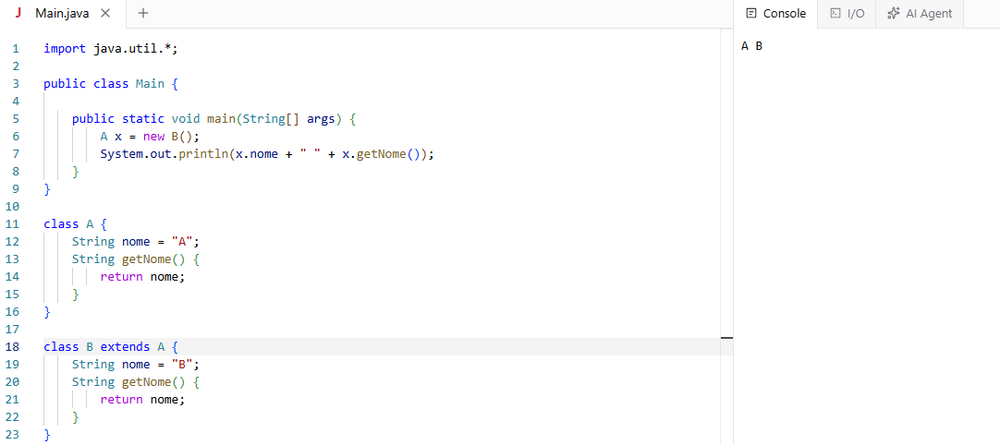 J Main.java × +
Console I/O AI Agent
A B
1 import java.util.*;
2
3 public class Main {
4
5     public static void main(String[] args) {
6         A x = new B();
7         System.out.println(x.nome + " " + x.getNome());
8     }
9 }
10
11 class A {
12     String nome = "A";
13     String getNome() {
14         return nome;
15     }
16 }
17
18 class B extends A {
19     String nome = "B";
20     String getNome() {
21         return nome;
22     }
23 }